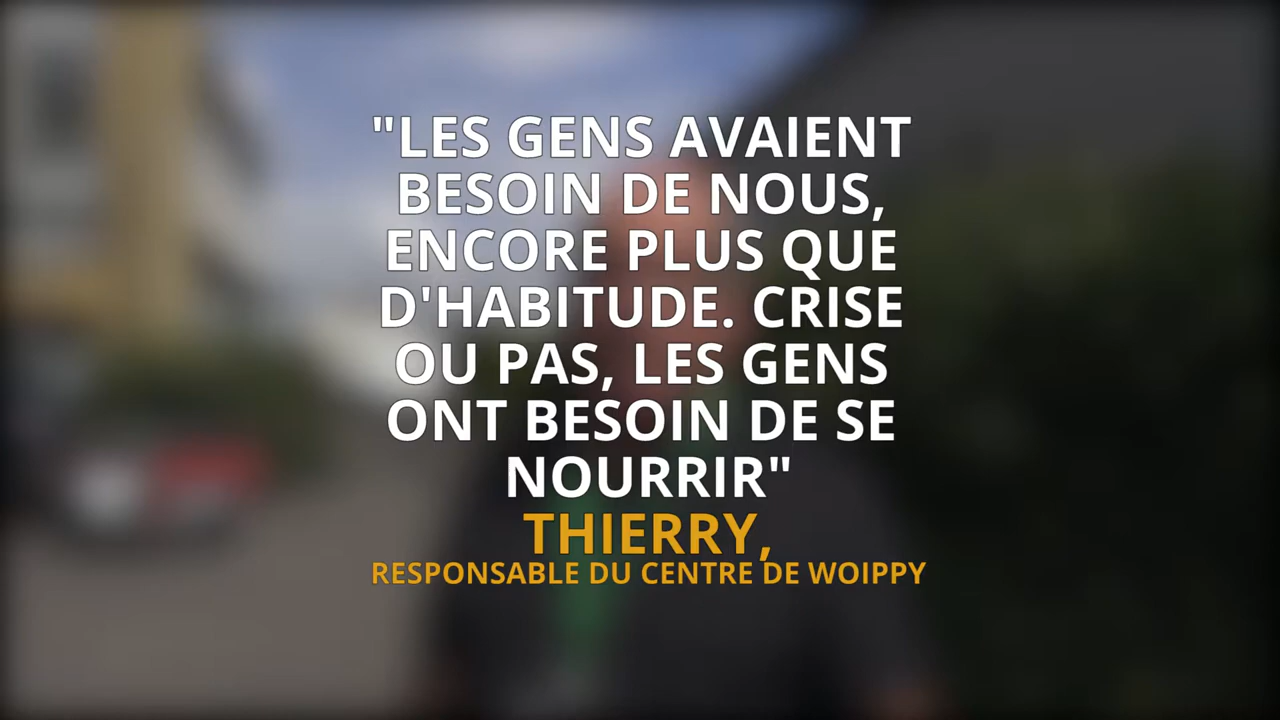 "LES GENS AVAIENT
BESOIN DE NOUS,
ENCORE PLUS QUE
D'HABITUDE. CRISE
OU PAS, LES GENS
ONT BESOIN DE SE
NOURRIR"
THIERRY,
RESPONSABLE DU CENTRE DE WOIPPY